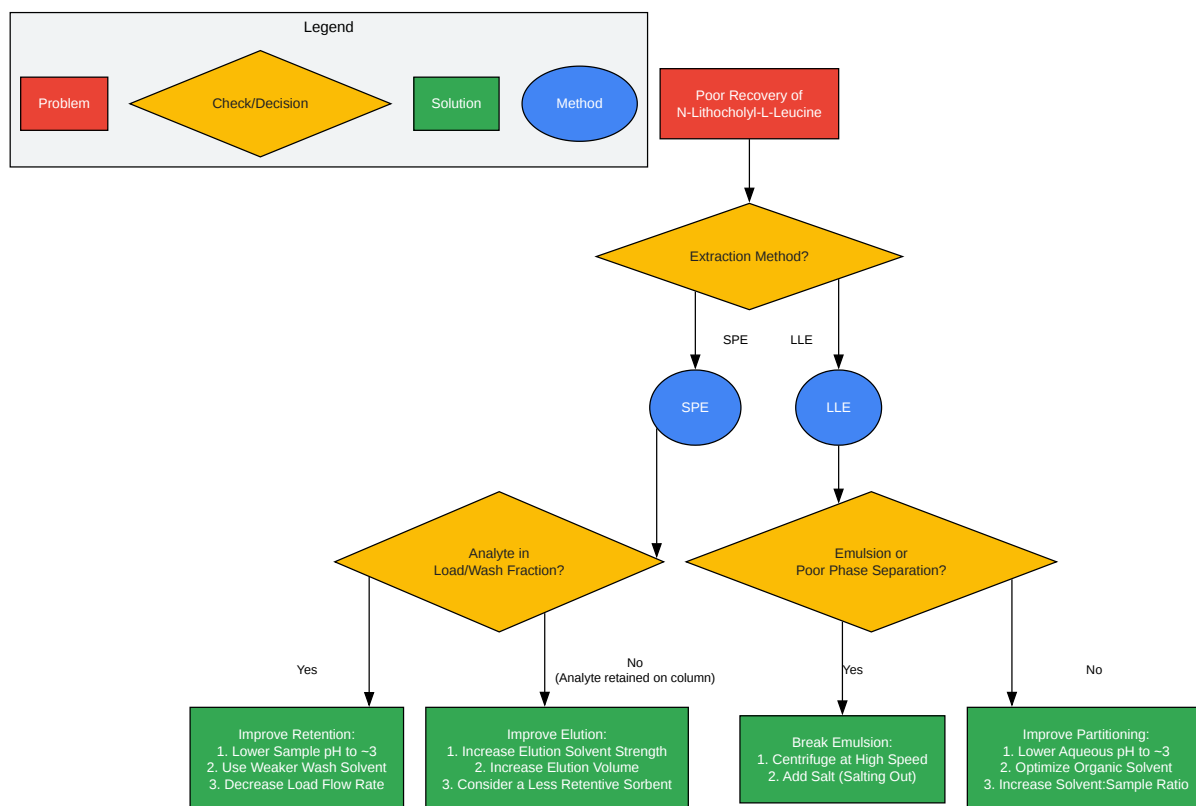 Legend
Problem
Check/Decision
Solution
Method
Poor Recovery of
N-Lithocholyl-L-Leucine
Extraction Method?
SPE
LLE
SPE
LLE
Analyte in
Load/Wash Fraction?
Emulsion or
Poor Phase Separation?
Yes
No
(Analyte retained on column)
Yes
No
Improve Retention:
1. Lower Sample pH to ~3
2. Use Weaker Wash Solvent
3. Decrease Load Flow Rate
Improve Elution:
1. Increase Elution Solvent Strength
2. Increase Elution Volume
3. Consider a Less Retentive Sorbent
Break Emulsion:
1. Centrifuge at High Speed
2. Add Salt (Salting Out)
Improve Partitioning:
1. Lower Aqueous pH to ~3
2. Optimize Organic Solvent
3. Increase Solvent:Sample Ratio